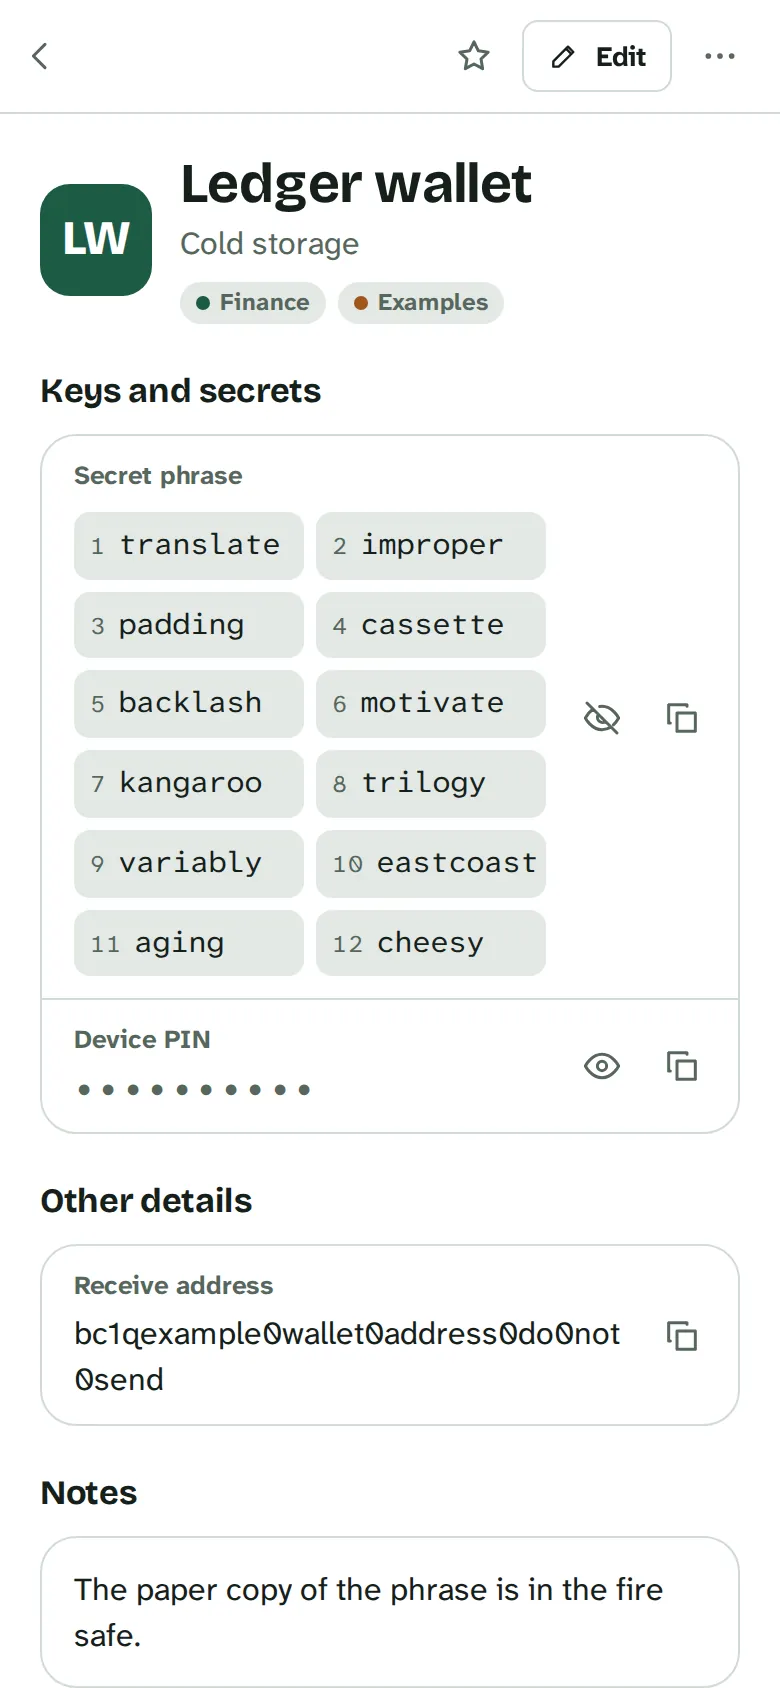 Edit
Ledger wallet
LW
Cold storage
Finance Examples
Keys and secrets
Secret phrase
1 translate 2 improper
3 padding 4 cassette
5 backlash 6 motivate
7 kangaroo 8 trilogy
9 variably 10 eastcoast
11 aging 12 cheesy
Device PIN
••••••••••
Other details
Receive address
bc1qexample0wallet0address0do0not
0send
Notes
The paper copy of the phrase is in the fire
safe.